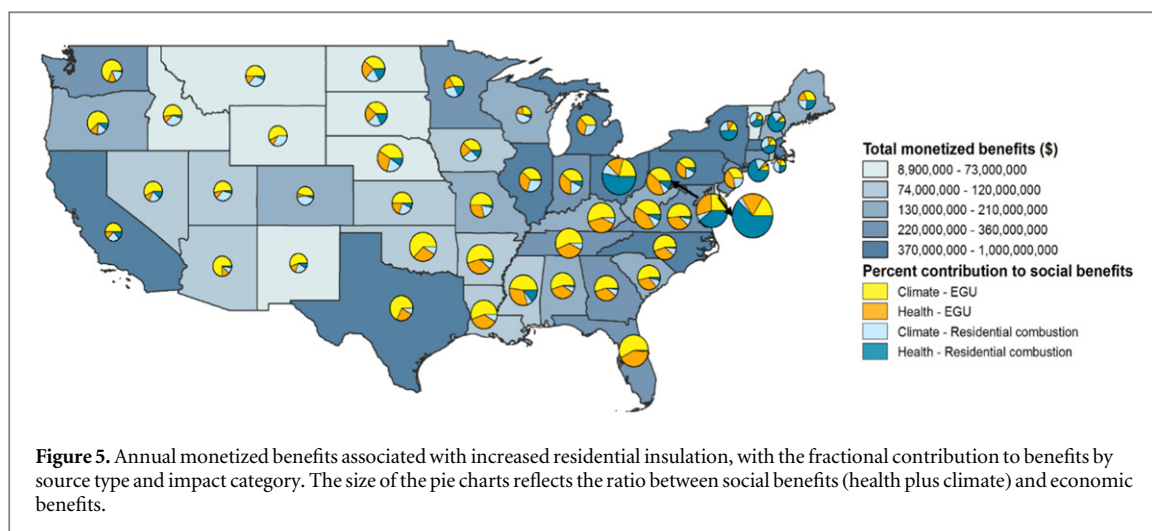 Total monetized benefits ($)
8,900,000 - 73,000,000
74,000,000 - 120,000,000
130,000,000 - 210,000,000
220,000,000 - 360,000,000
370,000,000 - 1,000,000,000
Percent contribution to social benefits
Climate - EGU
Health - EGU
Climate - Residential combustion
Health - Residential combustion
Figure 5. Annual monetized benefits associated with increased residential insulation, with the fractional contribution to benefits by
source type and impact category. The size of the pie charts reflects the ratio between social benefits (health plus climate) and economic
benefits.